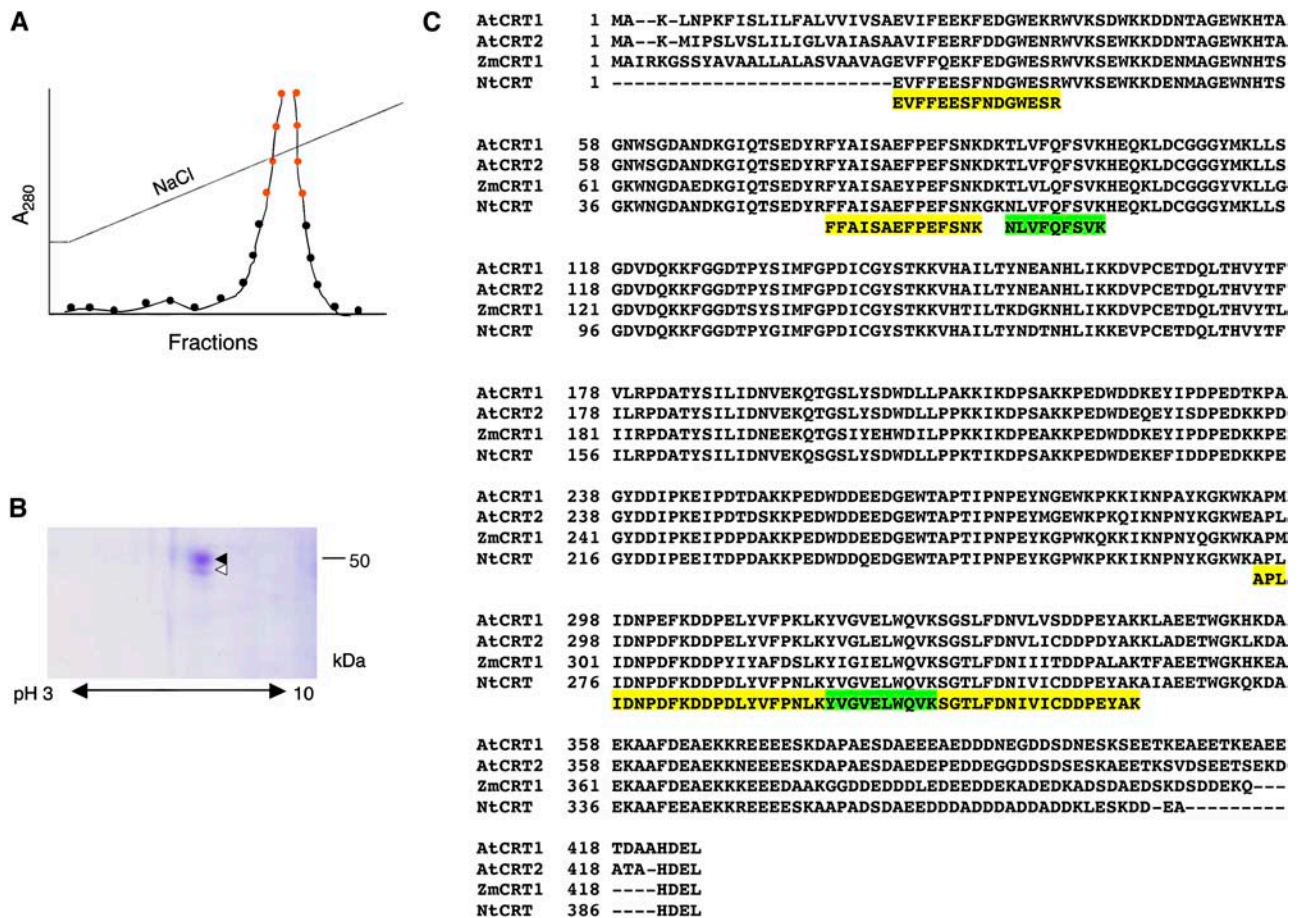 A
A280
NaCl
Fractions
B
50
kDa
pH 3
10
C
AtCRT1 1 MA--K-LNPKFISLILFALVVIVSAEVIFEEKFEDGWEKRWVKSDWKKDDNTAGEWKHTA
AtCRT2 1 MA--K-MIPSLVSLILIGLVAIASAAVIFEERFDDGWENRWVKSEWKKDDNTAGEWKHTA
ZmCRT1 1 MAIRKGSSYAVAALLALASVAAVAGEVFFQEKFEDGWESRWVKSEWKKDENMAGEWNHTS
NtCRT 1 -------------------------EVFFEESFNDGWESRWVKSEWKKDENMAGEWNHTS
EVFFEESFNDGWESR
AtCRT1 58 GNWSGDANDKGIQTSEDYRFYAISAEFPEFSNKDKTLVFQFSVKHEQKLDCGGGYMKLLS
AtCRT2 58 GNWSGDANDKGIQTSEDYRFYAISAEFPEFSNKDKTLVFQFSVKHEQKLDCGGGYMKLLS
ZmCRT1 61 GKWNGDAEDKGIQTSEDYRFYAISAEYPEFSNKDKTLVLQFSVKHEQKLDCGGGYVKLLG
NtCRT 36 GKWNGDANDKGIQTSEDYRFFAISAEFPEFSNKGKNLVFQFSVKHEQKLDCGGGYMKLLS
FFAISAEFPEFSNK NLVFQFSVK
AtCRT1 118 GDVDQKKFGGDTPYSIMFGPDICGYSTKKVHAILTYNEANHLIKKDVPCETDQLTHVYTF
AtCRT2 118 GDVDQKKFGGDTPYSIMFGPDICGYSTKKVHAILTYNEANHLIKKDVPCETDQLTHVYTF
ZmCRT1 121 GDVDQKKFGGDTSYSIMFGPDICGYSTKKVHTILTKDGKNHLIKKDVPCETDQLTHVYTL
NtCRT 96 GDVDQKKFGGDTPYGIMFGPDICGYSTKKVHAILTYNDTNHLIKKEVPCETDQLTHVYTF
AtCRT1 178 VLRPDATYSILIDNVEKQTGSLYSDWDLLPAKKIKDPSAKKPEDWDDKEYIPDPEDTKPA
AtCRT2 178 ILRPDATYSILIDNVEKQTGSLYSDWDLLPPKKIKDPSAKKPEDWDEQEYISDPEDKKPD
ZmCRT1 181 IIRPDATYSILIDNEEKQTGSIYEHWDILPPKKIKDPEAKKPEDWDDKEYIPDPEDKKPE
NtCRT 156 ILRPDATYSILIDNVEKQSGSLYSDWDLLPPKTIKDPSAKKPEDWDEKEFIDDPEDKKPE
AtCRT1 238 GYDDIPKEIPDTDAKKPEDWDDEEDGEWTAPTIPNPEYNGEWKPKKIKNPAYKGKWKAPM
AtCRT2 238 GYDDIPKEIPDTDSKKPEDWDDEEDGEWTAPTIPNPEYMGEWKPKQIKNPNYKGKWEAPL
ZmCRT1 241 GYDDIPKEIPDPDAKKPEDWDDEEDGEWTAPTIPNPEYKGPWKQKKIKNPNYQGKWKAPM
NtCRT 216 GYDDIPEEITDPDAKKPEDWDDQEDGEWTAPTIPNPEYKGPWKPKKIKNPNYKGKWKAPL
APL
AtCRT1 298 IDNPEFKDDPELYVFPKLKYVGVELWQVKSGSLFDNVLVSDDPEYAKKLAEETWGKHKDA
AtCRT2 298 IDNPDFKDDPELYVFPKLKYVGLELWQVKSGSLFDNVLICDDPDYAKKLADETWGKLKDA
ZmCRT1 301 IDNPDFKDDPYIYAFDSLKYIGIELWQVKSGTLFDNIIITDDPALAKTFAEETWGKHKEA
NtCRT 276 IDNPDFKDDPDLYVFPNLKYVGVELWQVKSGTLFDNIVICDDPEYAKAIAEETWGKQKDA
IDNPDFKDDPDLYVFPNLKYVGVELWQVKSGTLFDNIVICDDPEYAK
AtCRT1 358 EKAAFDEAEKKREEEESKDAPAESDAEEEAEDDDNEGDDSDNESKSEETKEAEETKEAEE
AtCRT2 358 EKAAFDEAEKKNEEEESKDAPAESDAEDEPEDDEGGDDSDSESKAEETKSVDSEETSEKD
ZmCRT1 361 EKAAFDEAEKKKEEEDAAKGGDDEDDDLEDEEDDEKADEDKADSDAEDSKDSDDEKQ---
NtCRT 336 EKAAFEEAEKKREEEESKAAPADSDAEEDDDADDDADDADDKLESKDD-EA---------
AtCRT1 418 TDAAHDEL
AtCRT2 418 ATA-HDEL
ZmCRT1 418 ----HDEL
NtCRT 386 ----HDEL